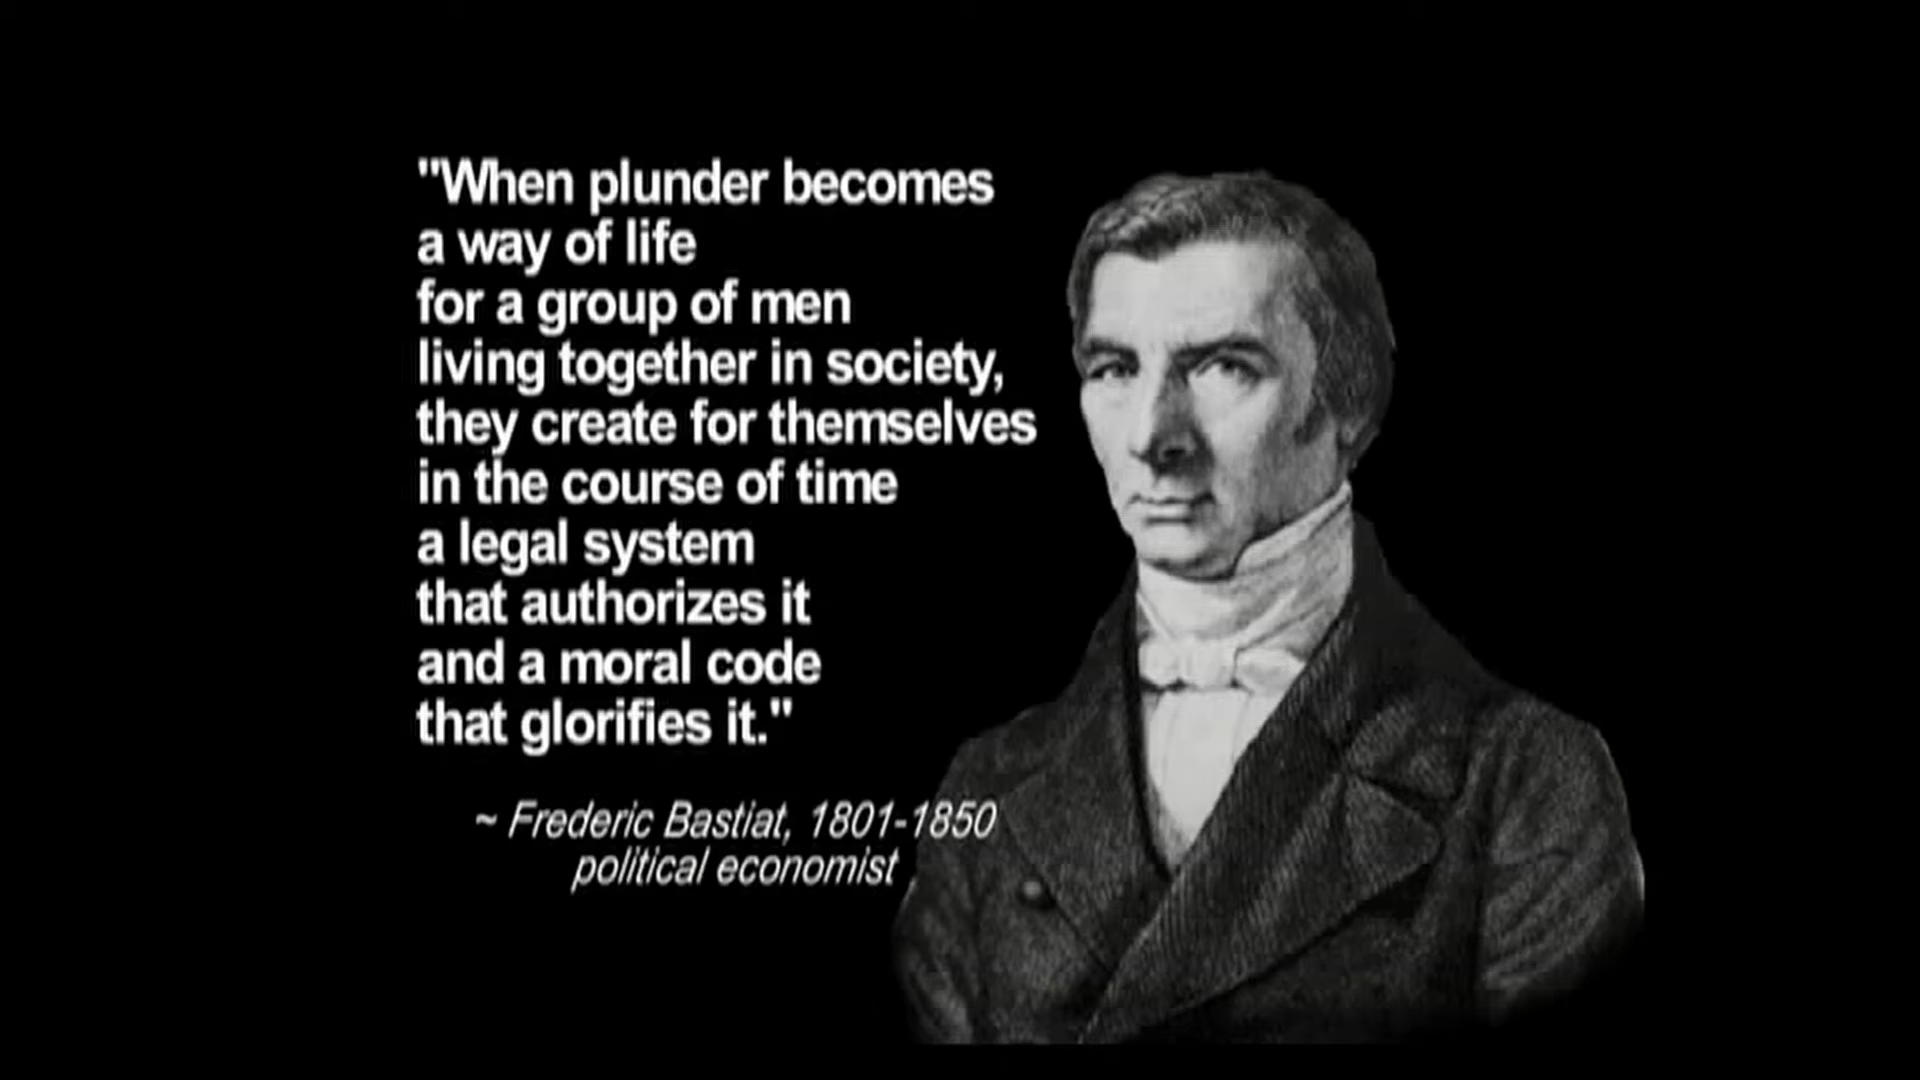 "When plunder becomes
a way of life
for a group of men
living together in society,
they create for themselves
in the course of time
a legal system
that authorizes it
and a moral code
that glorifies it."
~ Frederic Bastiat, 1801-1850
political economist